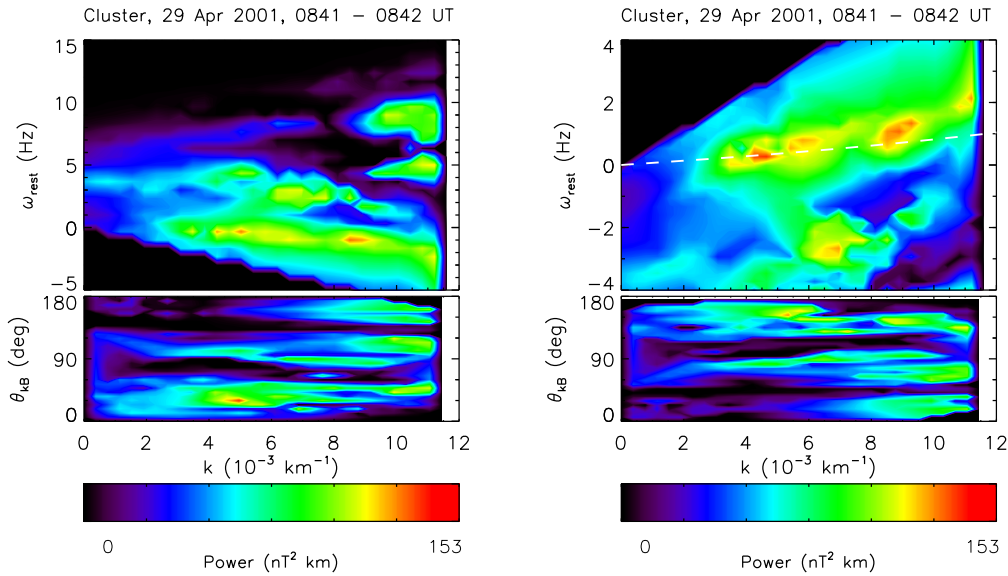 Cluster, 29 Apr 2001, 0841 − 0842 UT
15
10
5
0
−5
ω_rest (Hz)
180
90
0
θ_kB (deg)
0 2 4 6 8 10 12
k (10⁻³ km⁻¹)
0 153
Power (nT² km)
Cluster, 29 Apr 2001, 0841 − 0842 UT
4
2
0
−2
−4
ω_rest (Hz)
180
90
0
θ_kB (deg)
0 2 4 6 8 10 12
k (10⁻³ km⁻¹)
0 153
Power (nT² km)